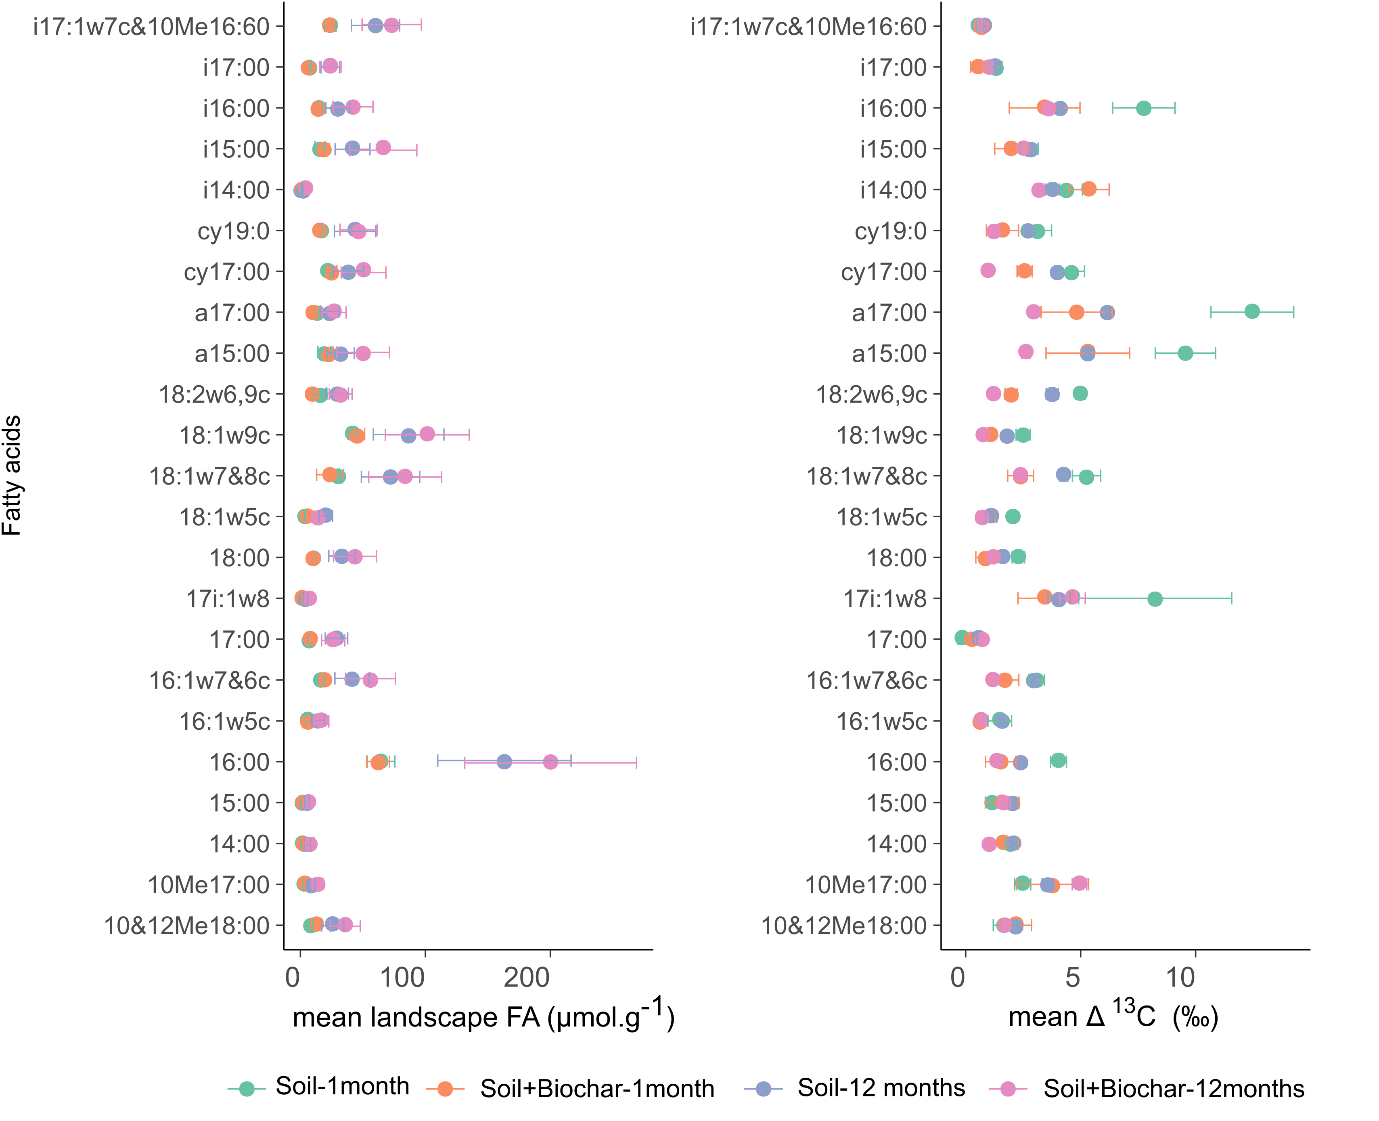 Fatty acids
i17:1w7c&10Me16:60
i17:00
i16:00
i15:00
i14:00
cy19:0
cy17:00
a17:00
a15:00
18:2w6,9c
18:1w9c
18:1w7&8c
18:1w5c
18:00
17i:1w8
17:00
16:1w7&6c
16:1w5c
16:00
15:00
14:00
10Me17:00
10&12Me18:00
0 100 200
mean landscape FA (µmol.g-1)
i17:1w7c&10Me16:60
i17:00
i16:00
i15:00
i14:00
cy19:0
cy17:00
a17:00
a15:00
18:2w6,9c
18:1w9c
18:1w7&8c
18:1w5c
18:00
17i:1w8
17:00
16:1w7&6c
16:1w5c
16:00
15:00
14:00
10Me17:00
10&12Me18:00
0 5 10
mean Δ 13C (‰)
Soil-1month Soil+Biochar-1month Soil-12 months Soil+Biochar-12months